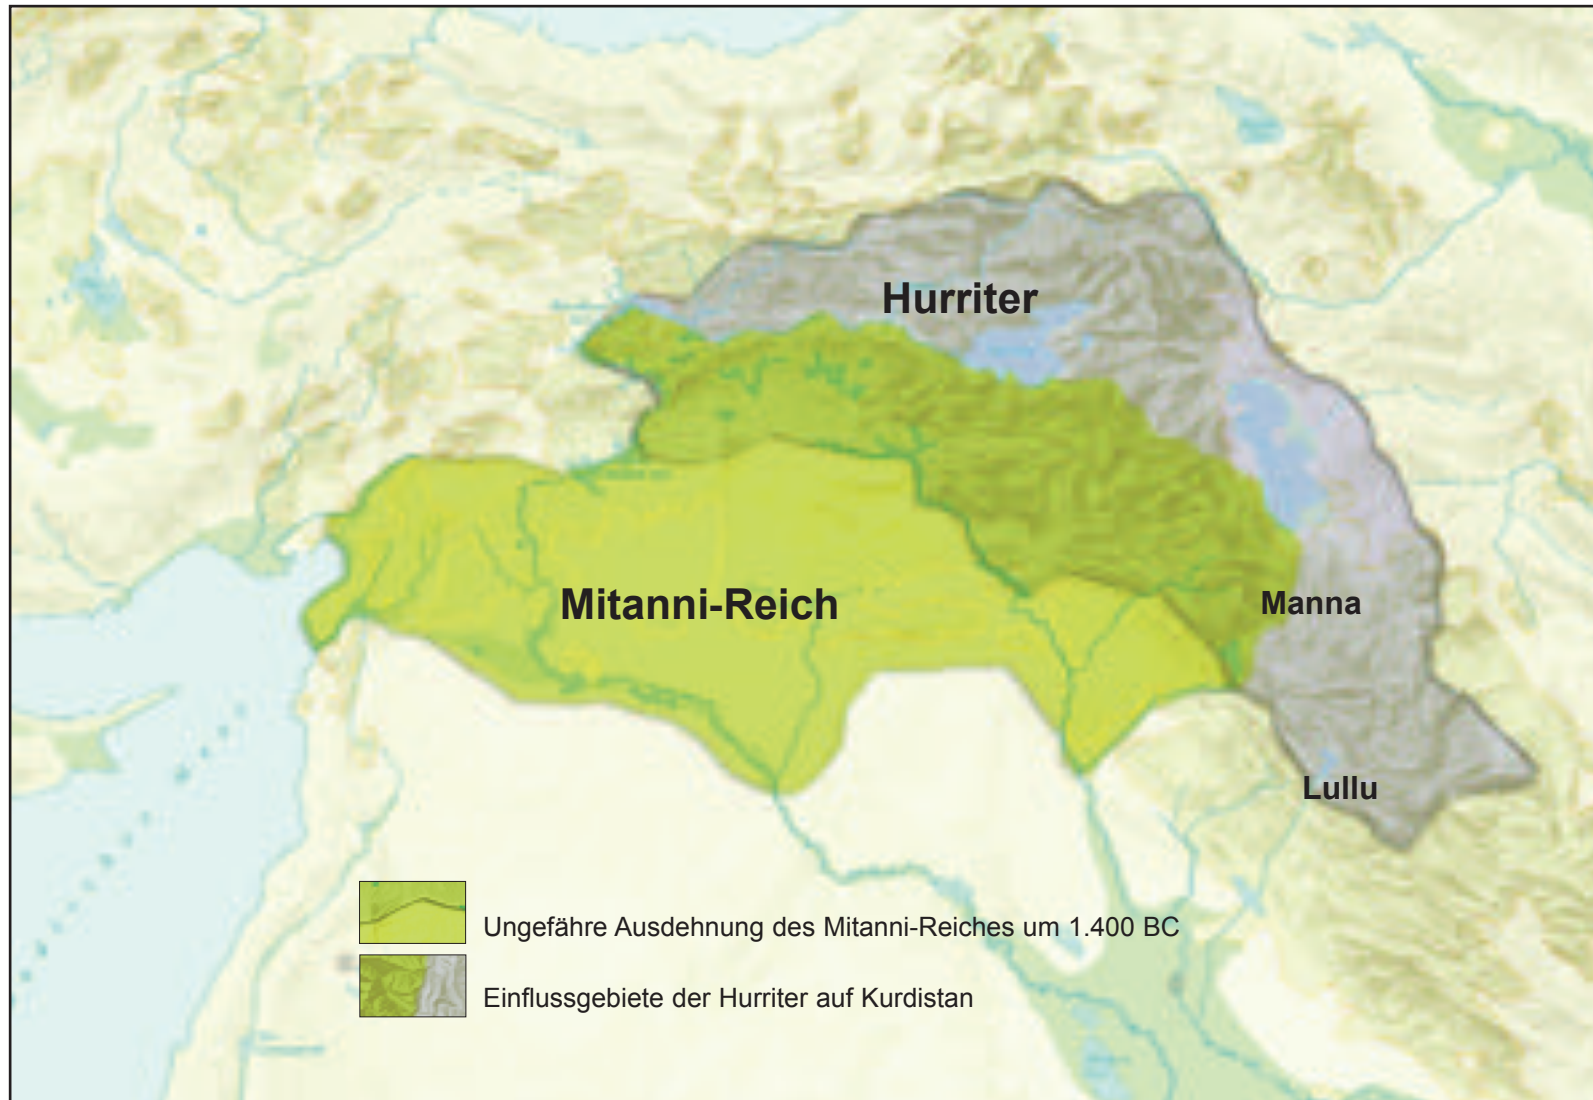 Hurriter
Mitanni-Reich
Manna
Lullu
Ungefähre Ausdehnung des Mitanni-Reiches um 1.400 BC
Einflussgebiete der Hurriter auf Kurdistan